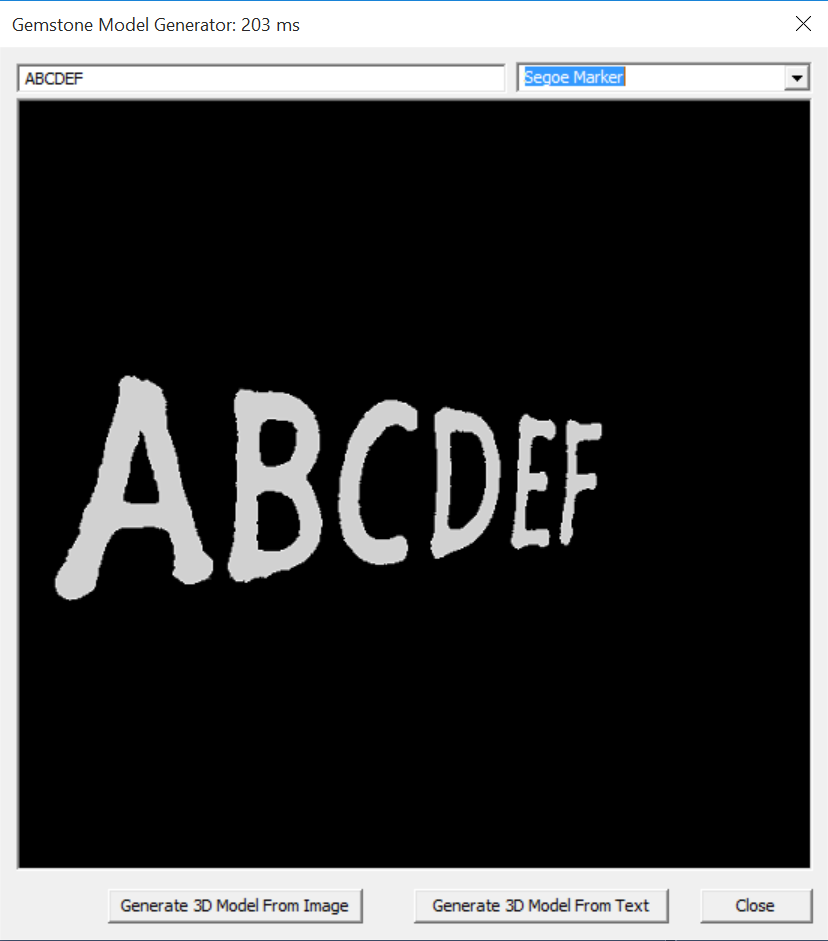 Gemstone Model Generator: 203 ms
ABCDEF
Segoe Marker
ABCDEF
Generate 3D Model From Image
Generate 3D Model From Text
Close